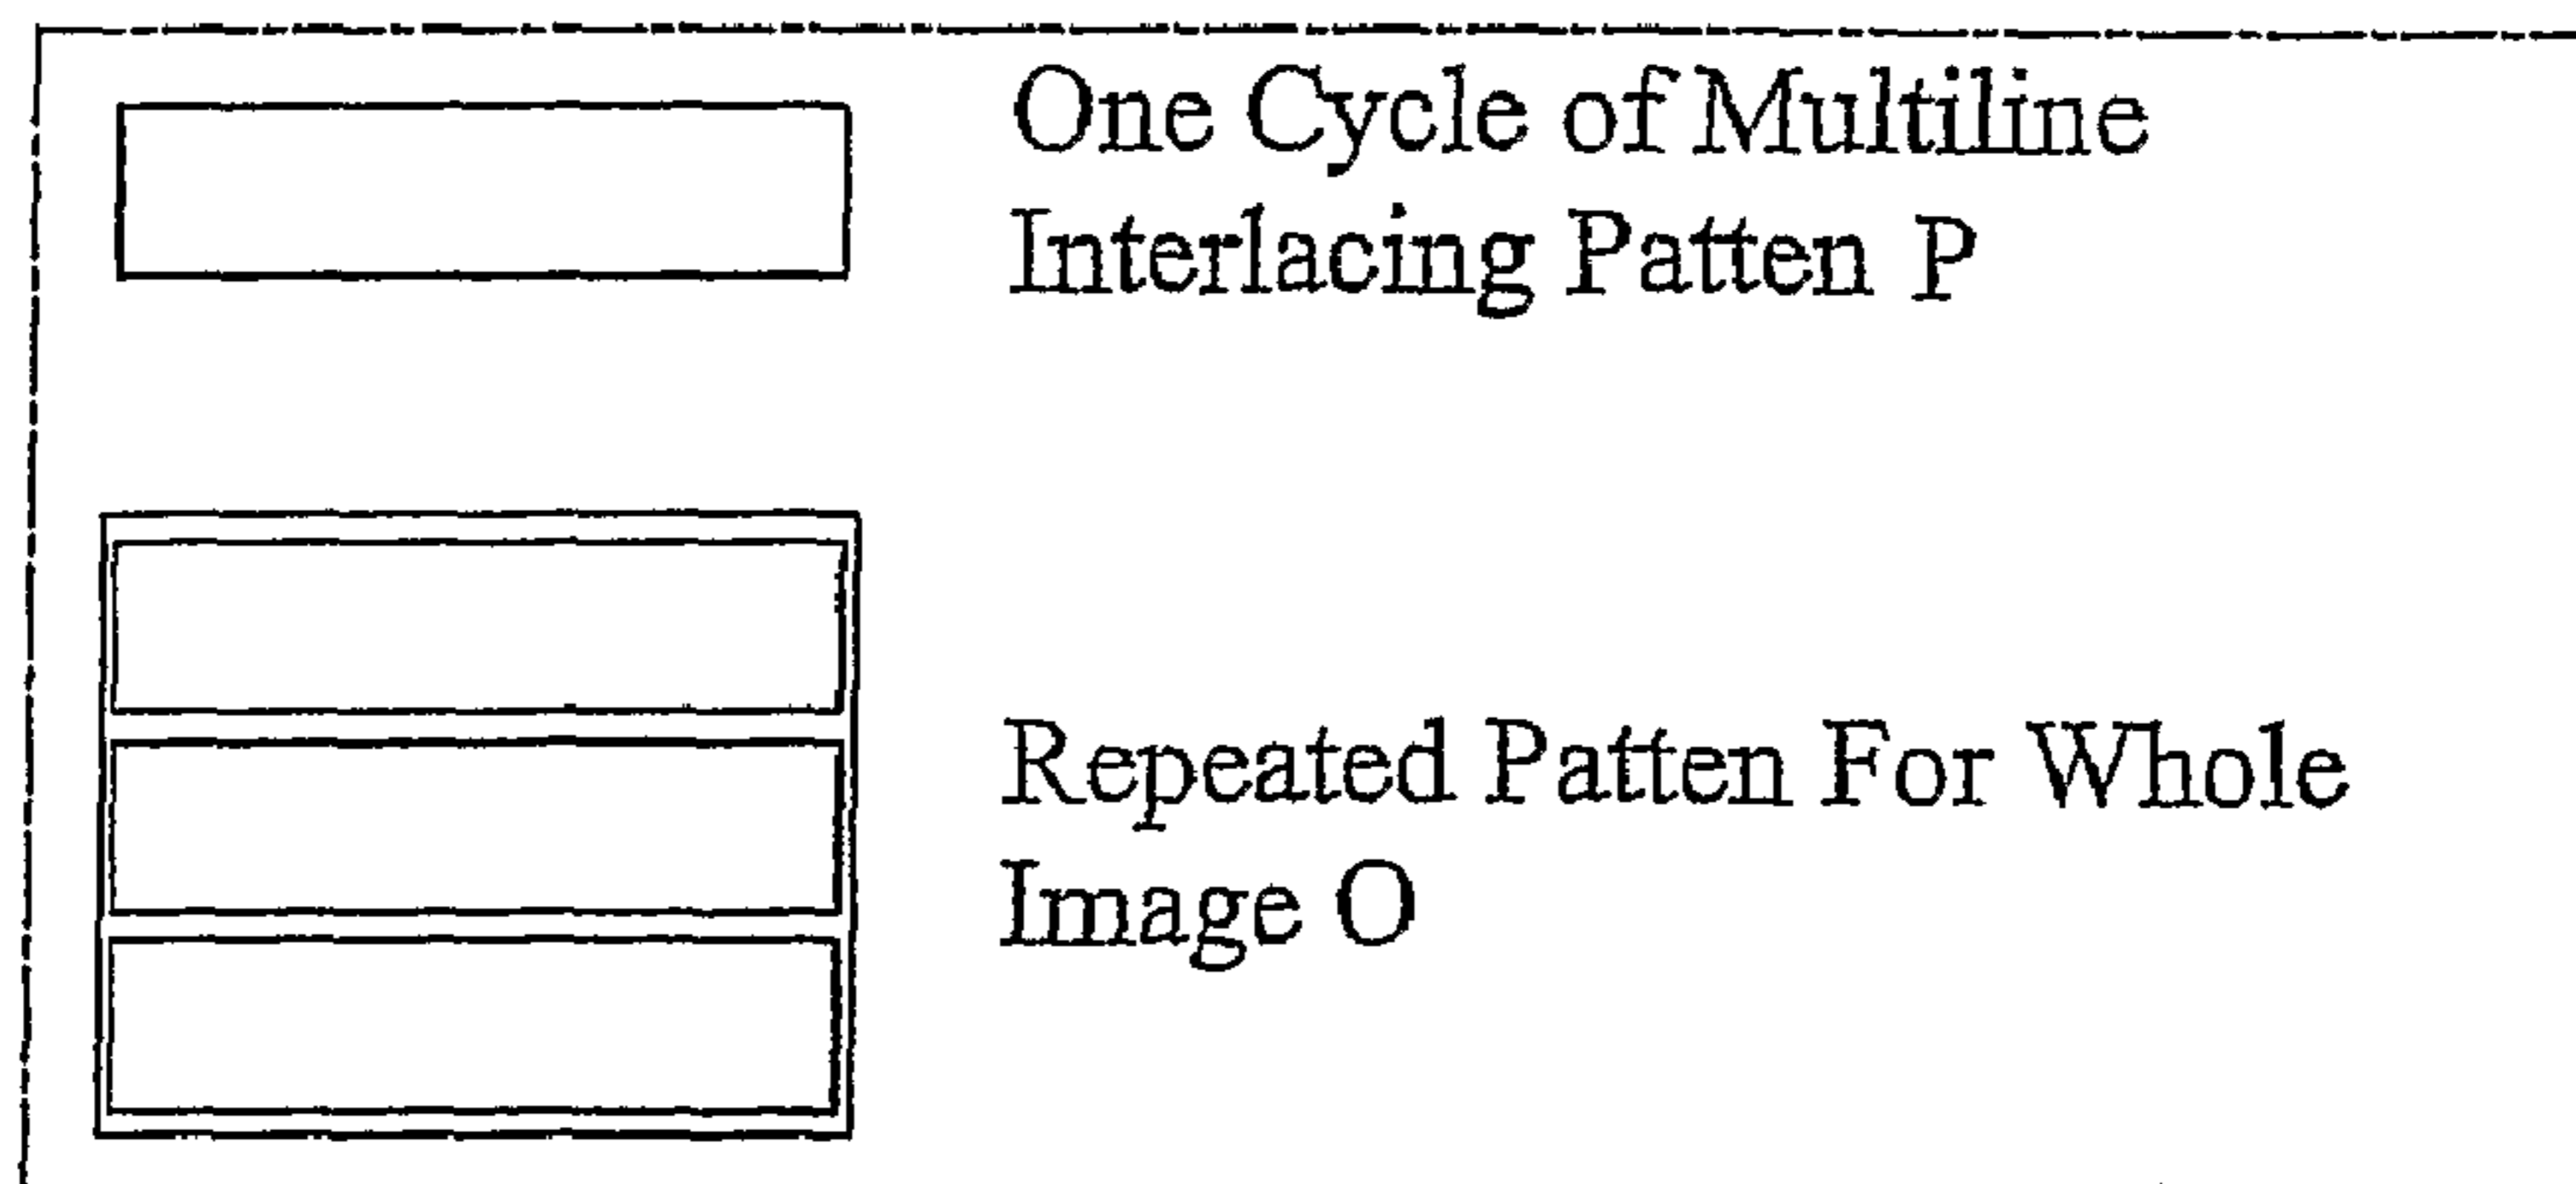 One Cycle of Multiline
Interlacing Patten P
Repeated Patten For Whole
Image O